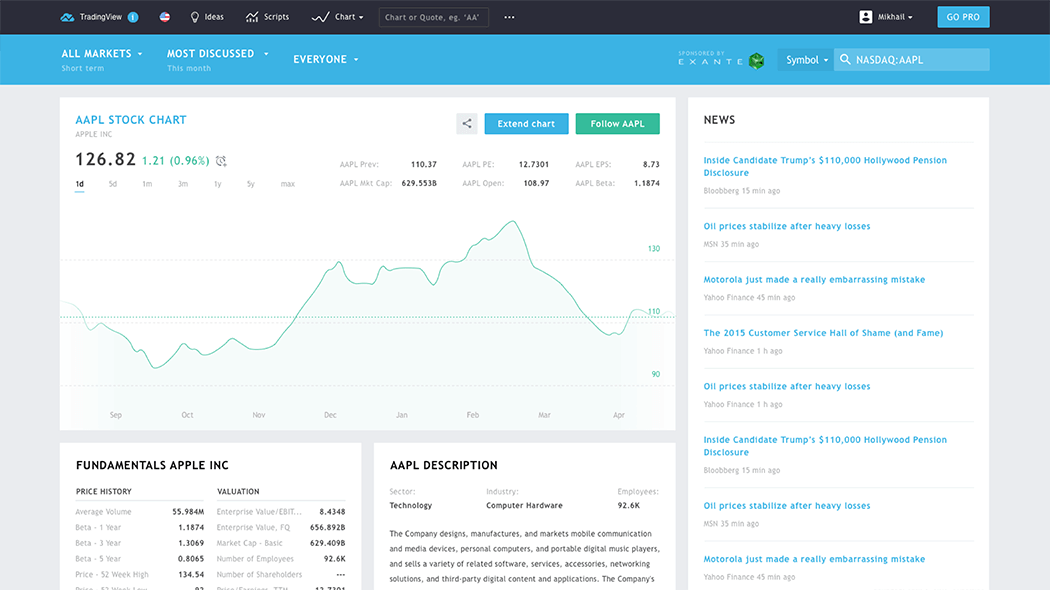 TradingView i Ideas Scripts Chart Chart or Quote, eg. 'AA' Mikhail GO PRO
ALL MARKETS MOST DISCUSSED EVERYONE SPONSORED BY EXANTE Symbol NASDAQ:AAPL
Short term This month
AAPL STOCK CHART
APPLE INC
Extend chart Follow AAPL
126.82 1.21 (0.96%)
1d 5d 1m 3m 1y 5y max
AAPL Prev: 110.37 AAPL PE: 12.7301 AAPL EPS: 8.73
AAPL Mkt Cap: 629.553B AAPL Open: 108.97 AAPL Beta: 1.1874
130
110
90
Sep Oct Nov Dec Jan Feb Mar Apr
NEWS
Inside Candidate Trump's $110,000 Hollywood Pension
Disclosure
Bloobberg 15 min ago
Oil prices stabilize after heavy losses
MSN 35 min ago
Motorola just made a really embarrassing mistake
Yahoo Finance 45 min ago
The 2015 Customer Service Hall of Shame (and Fame)
Yahoo Finance 1 h ago
Oil prices stabilize after heavy losses
Yahoo Finance 1 h ago
Inside Candidate Trump's $110,000 Hollywood Pension
Disclosure
Bloobberg 15 min ago
Oil prices stabilize after heavy losses
MSN 35 min ago
Motorola just made a really embarrassing mistake
Yahoo Finance 45 min ago
FUNDAMENTALS APPLE INC
PRICE HISTORY
Average Volume 55.984M
Beta - 1 Year 1.1874
Beta - 3 Year 1.3069
Beta - 5 Year 0.8065
Price - 52 Week High 134.54
Price - 52 Week Low 92
VALUATION
Enterprise Value/EBIT... 8.4348
Enterprise Value, FQ 656.892B
Market Cap - Basic 629.409B
Number of Employees 92.6K
Number of Shareholders ---
Price/Earnings, TTM 12.7301
AAPL DESCRIPTION
Sector: Industry: Employees:
Technology Computer Hardware 92.6K
The Company designs, manufactures, and markets mobile communication
and media devices, personal computers, and portable digital music players,
and sells a variety of related software, services, accessories, networking
solutions, and third-party digital content and applications. The Company's